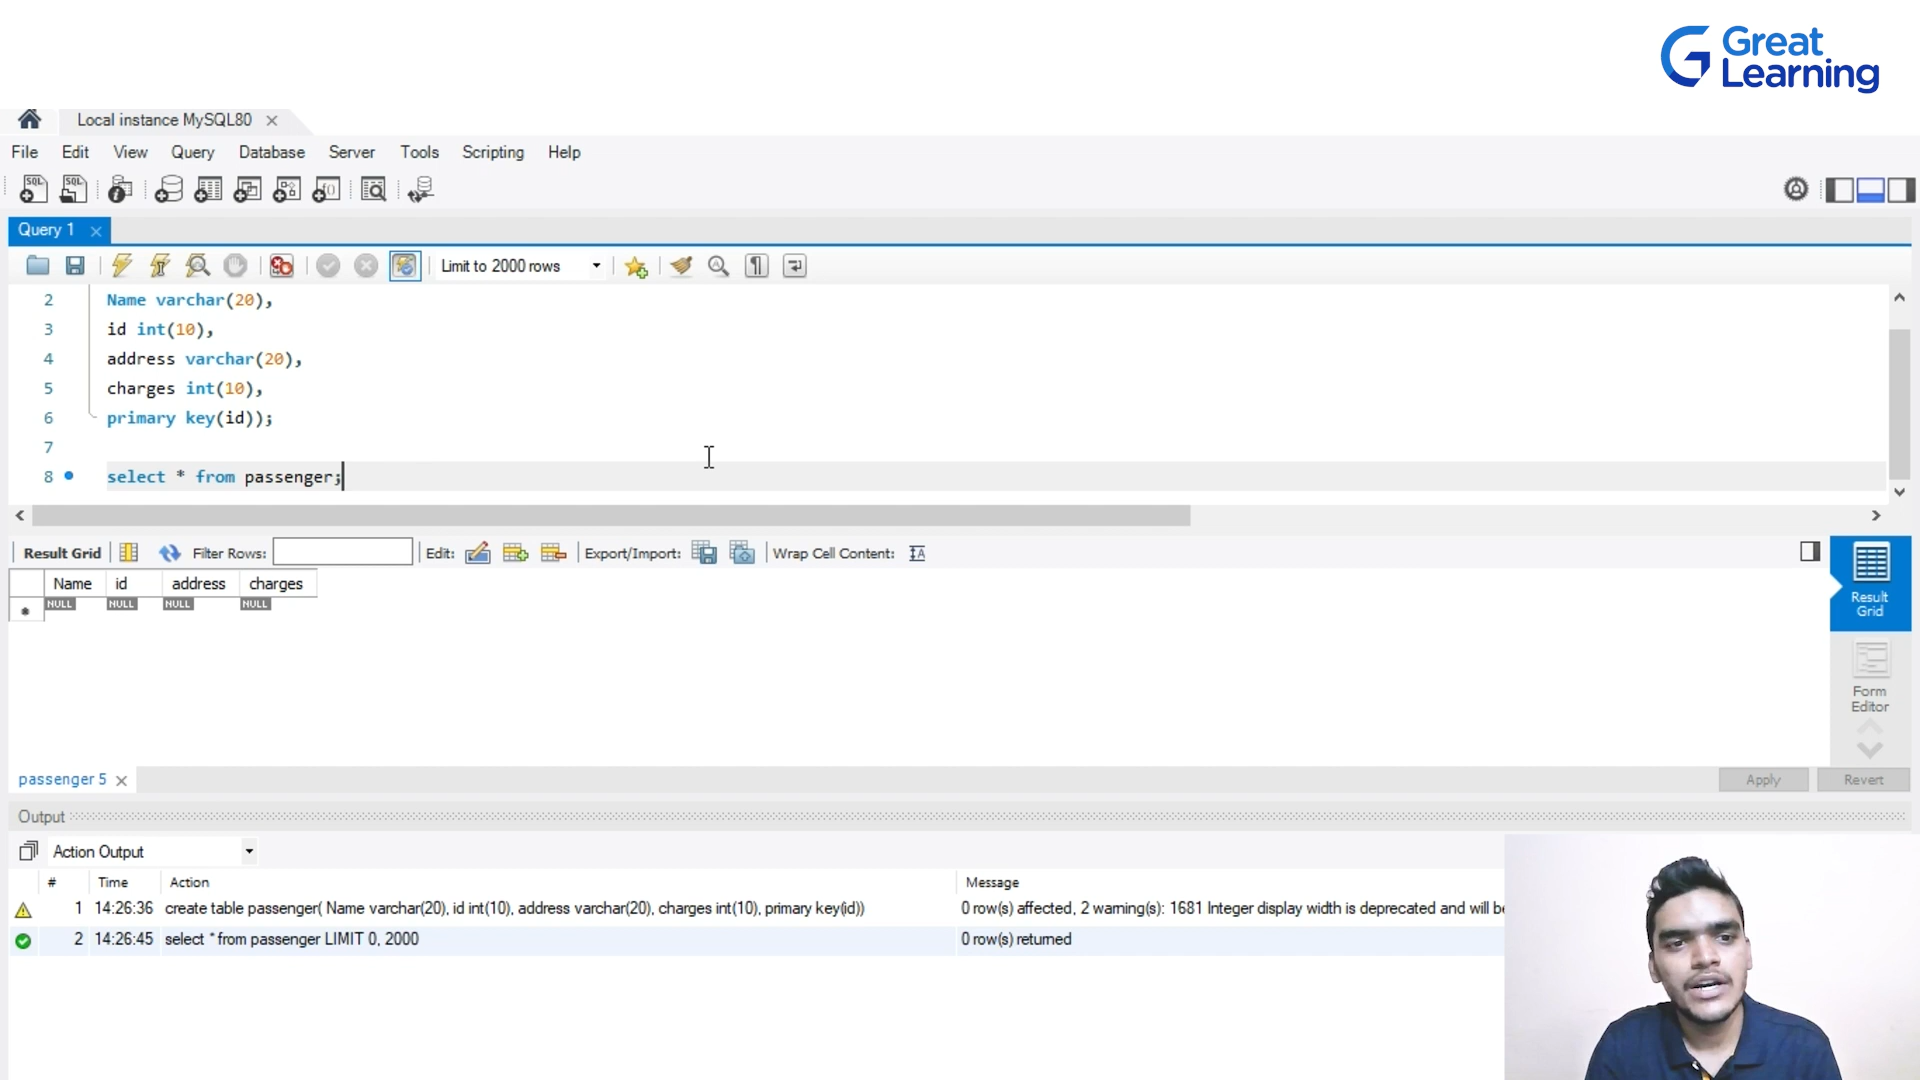 Great
Learning
Local instance MySQL80
File Edit View Query Database Server Tools Scripting Help
Query 1
Limit to 2000 rows
2 Name varchar(20),
3 id int(10),
4 address varchar(20),
5 charges int(10),
6 primary key(id));
7
8 select * from passenger;
Result Grid Filter Rows: Edit: Export/Import: Wrap Cell Content:
Name id address charges
NULL NULL NULL NULL
Result
Grid
Form
Editor
passenger 5
Apply Revert
Output
Action Output
# Time Action Message
1 14:26:36 create table passenger( Name varchar(20), id int(10), address varchar(20), charges int(10), primary key(id)) 0 row(s) affected, 2 warning(s): 1681 Integer display width is deprecated and will be
2 14:26:45 select * from passenger LIMIT 0, 2000 0 row(s) returned